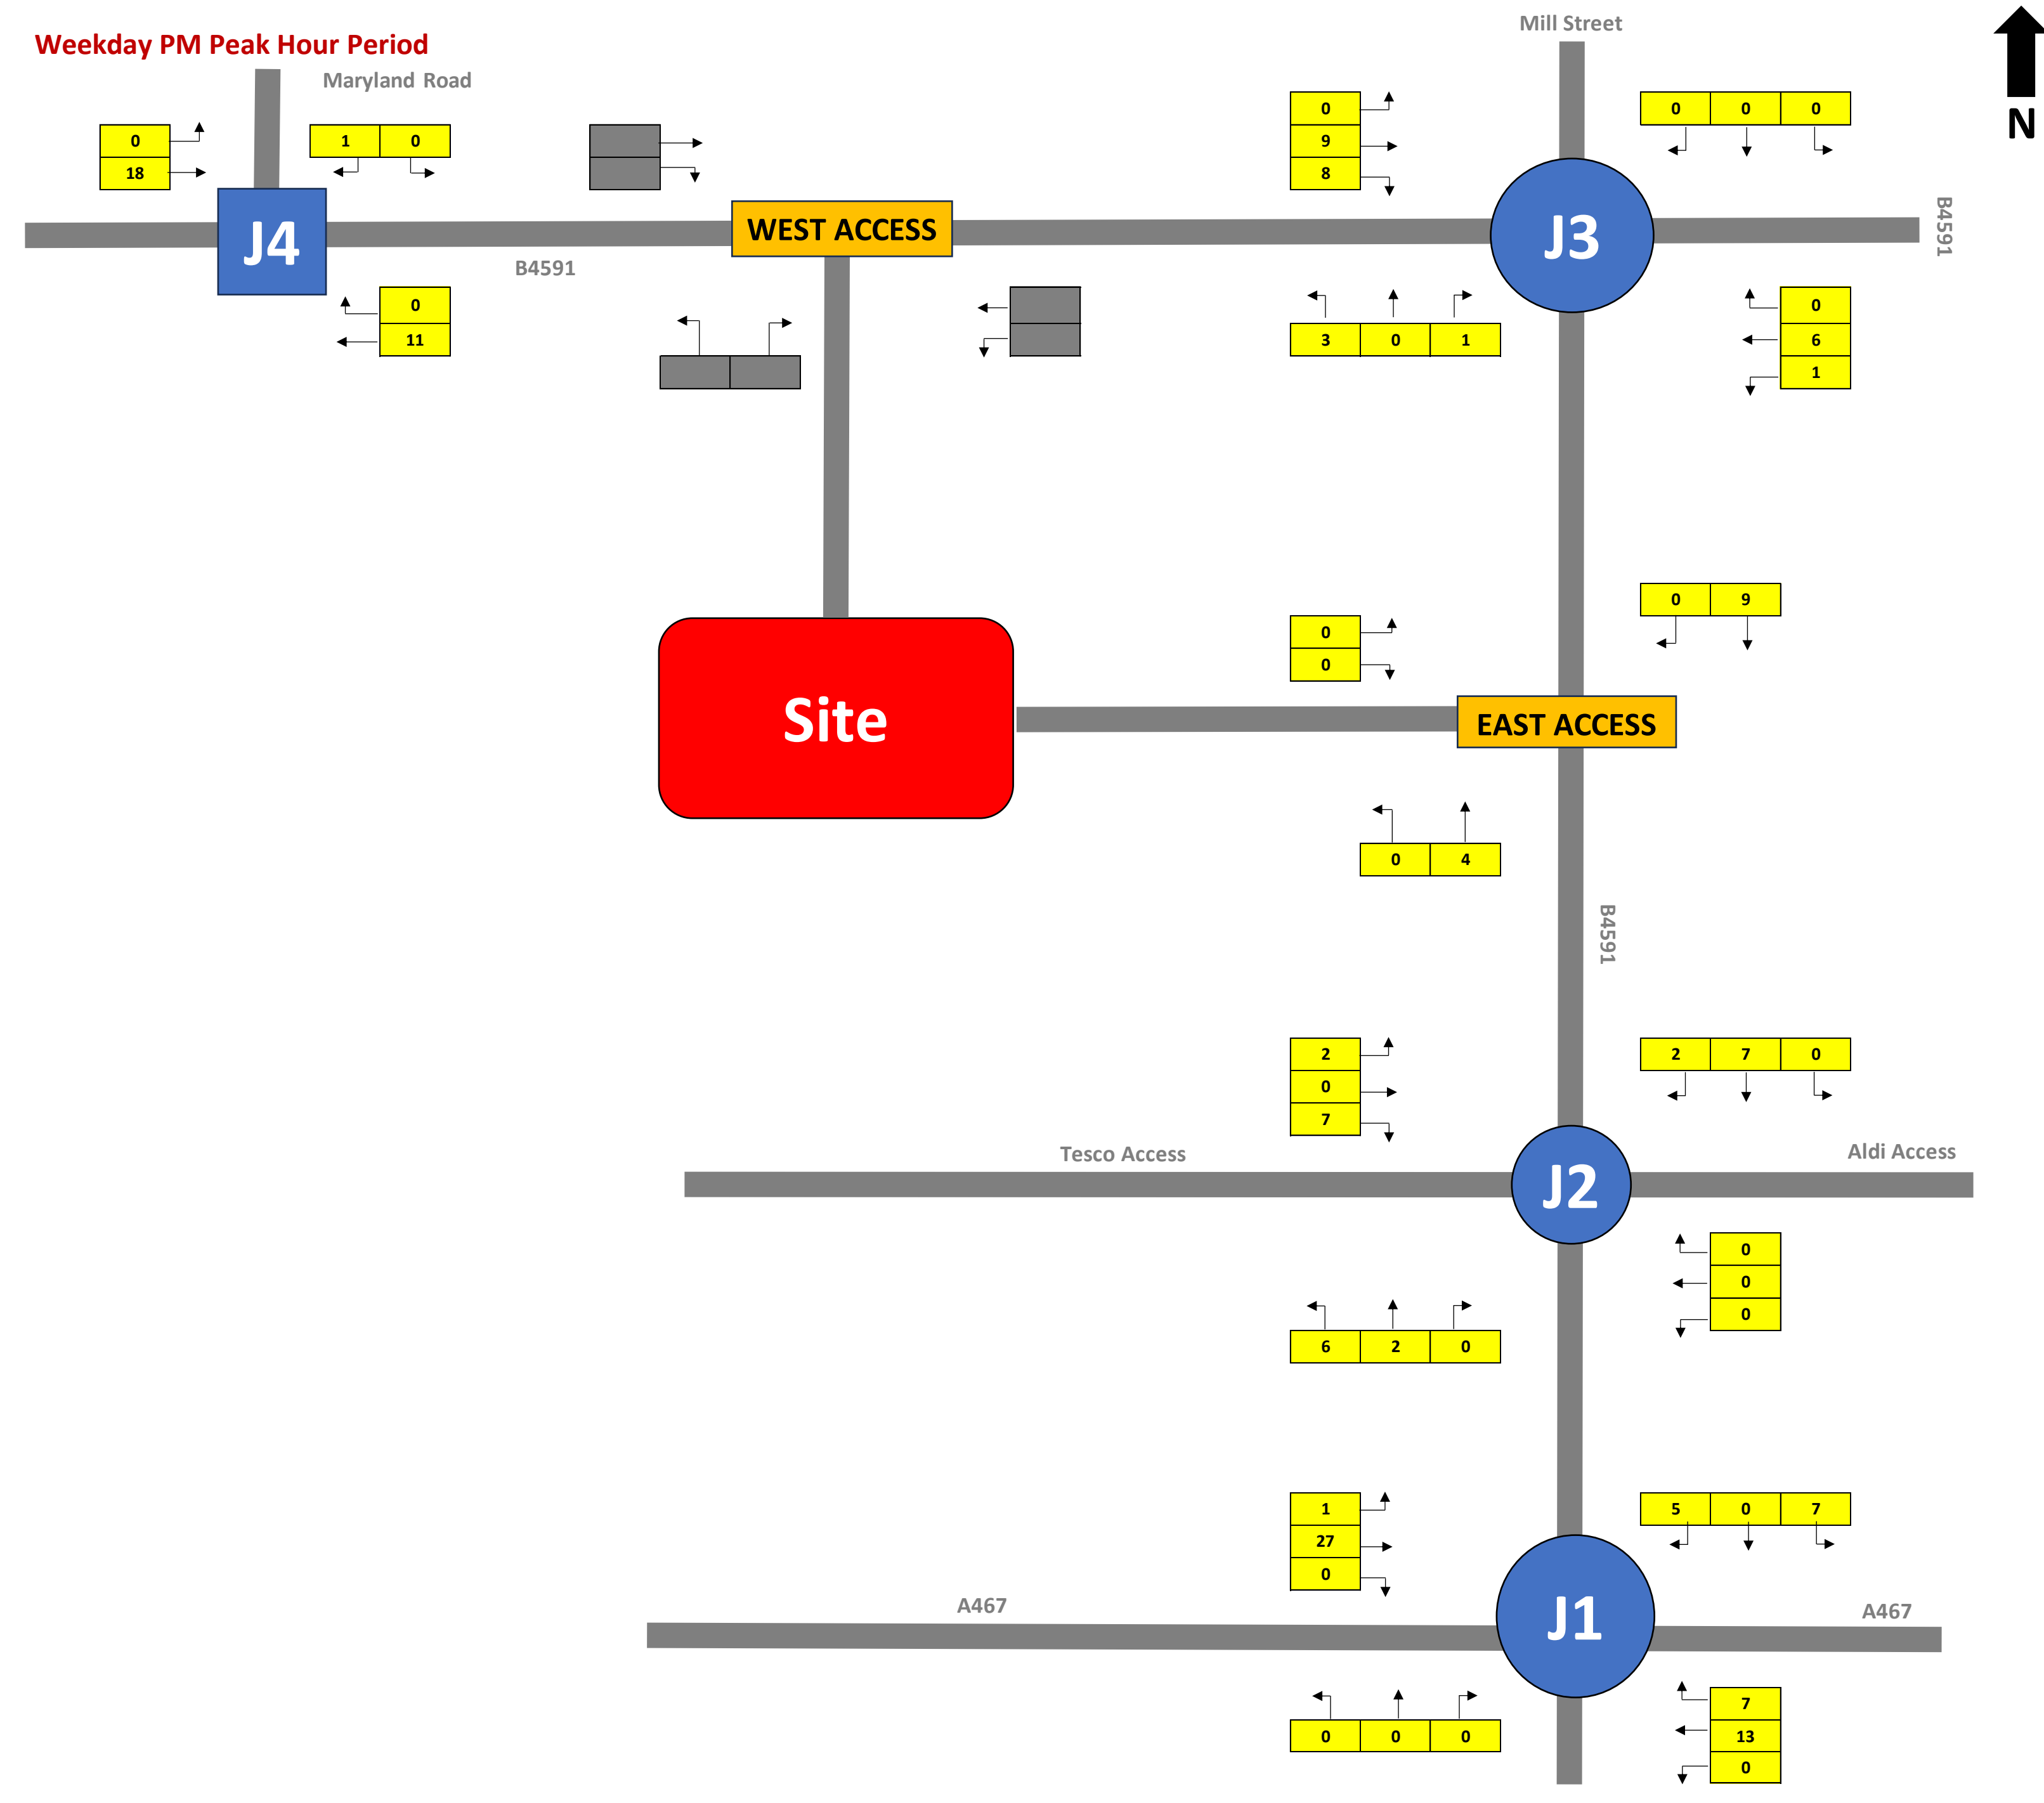 Mill Street
Weekday PM Peak Hour Period
Maryland Road
N
0
18
1 0
0
9
8
0 0 0
B4591
J4
WEST ACCESS
J3
B4591
0
11
3 0 1
0
6
1
0 9
0
0
Site
EAST ACCESS
0 4
B4591
2
0
7
2 7 0
Tesco Access
Aldi Access
J2
0
0
0
6 2 0
1
27
0
5 0 7
A467
J1
A467
0 0 0
7
13
0